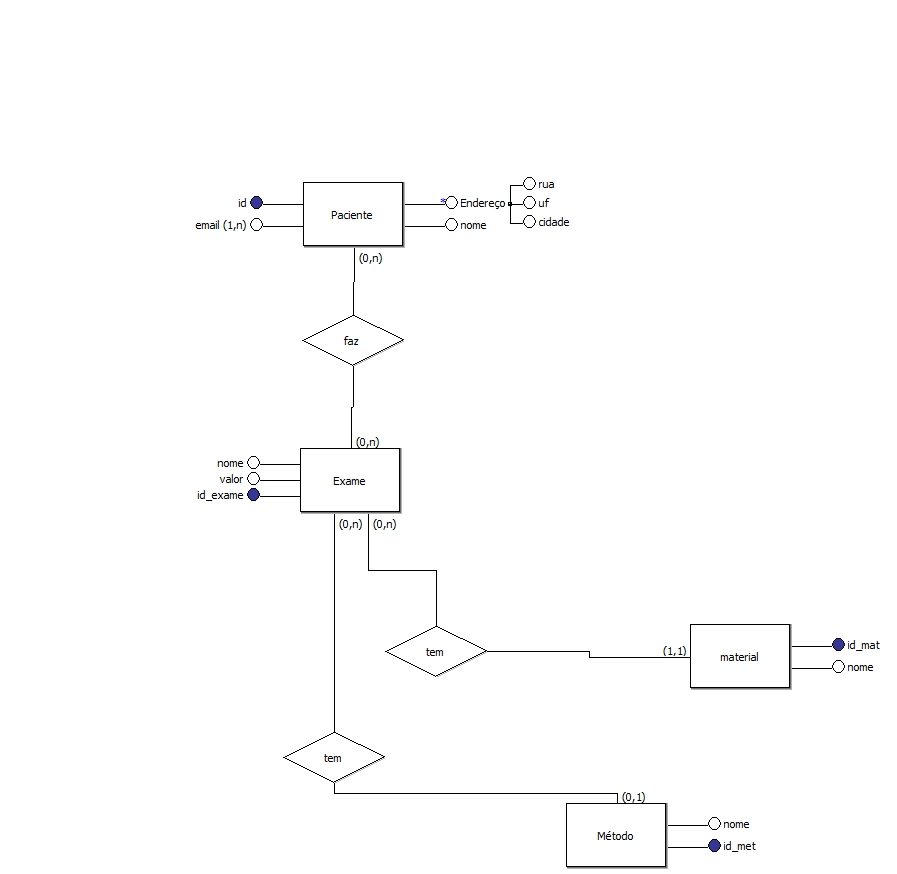 rua
id
* Endereço
uf
Paciente
cidade
email (1,n)
nome
(0,n)
faz
(0,n)
nome
valor
Exame
id_exame
(0,n) (0,n)
tem
(1,1)
material
id_mat
nome
tem
(0,1)
nome
Método
id_met